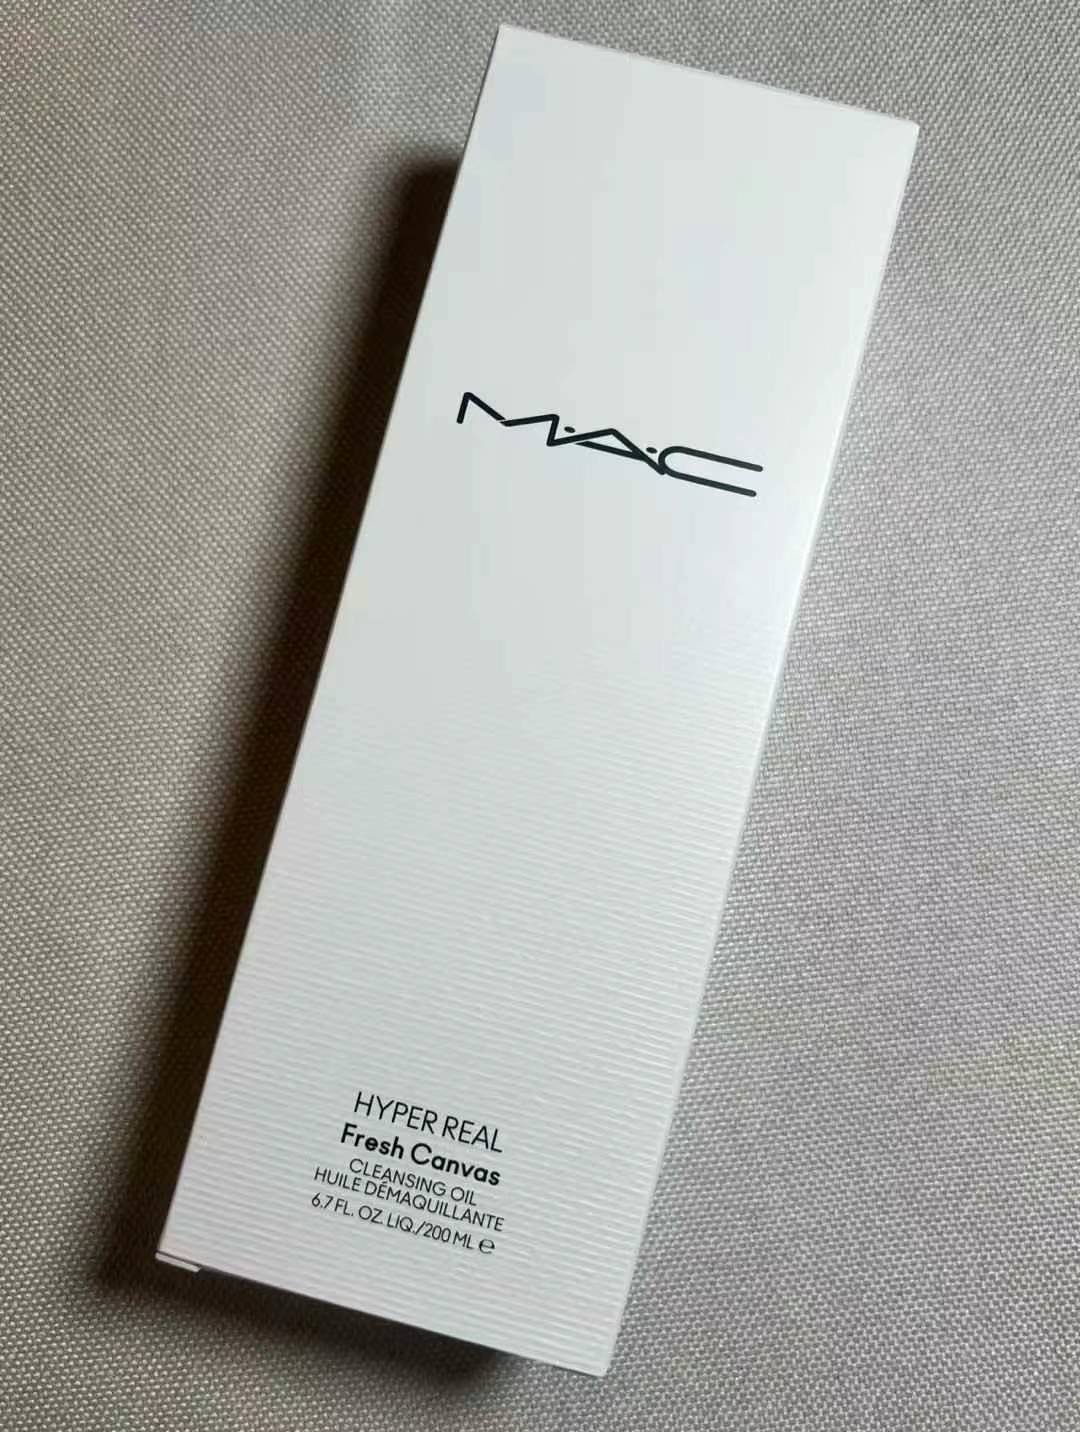 M·A·C
HYPER REAL
Fresh Canvas
CLEANSING OIL
HUILE DÉMAQUILLANTE
6.7 FL. OZ. LIQ./200 ML ℮